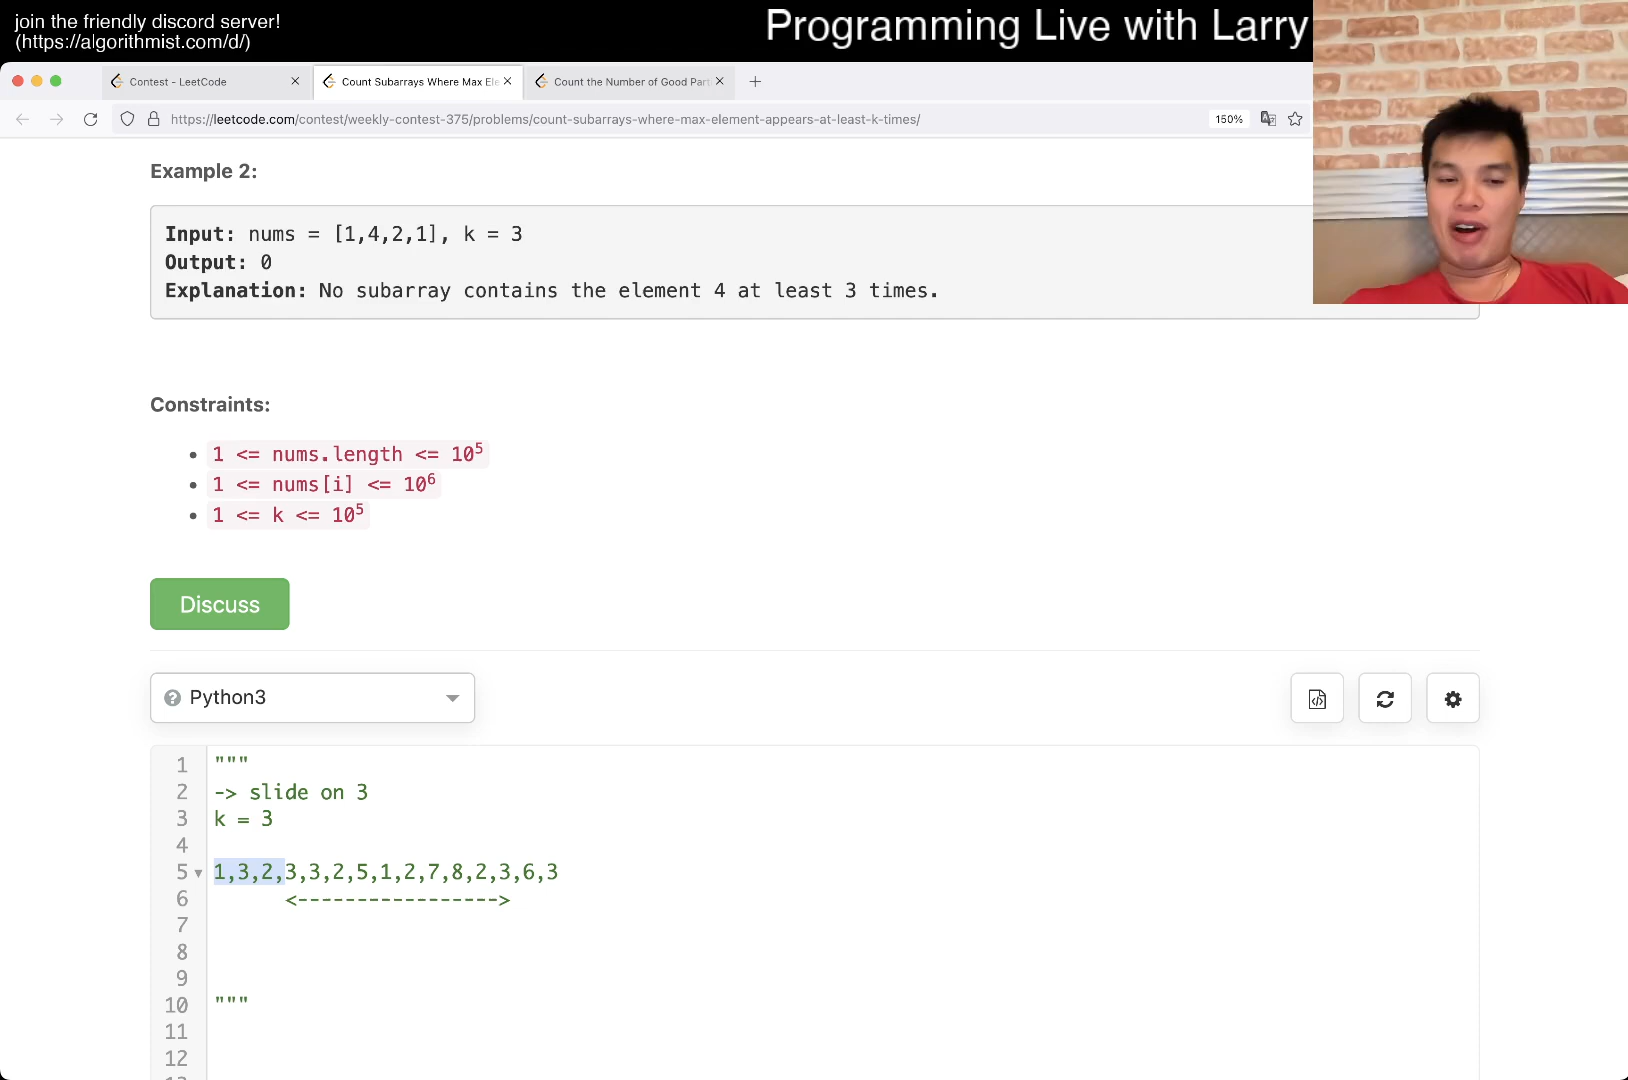 join the friendly discord server!
(https://algorithmist.com/d/)
Programming Live with Larry
Contest - LeetCode
Count Subarrays Where Max Ele
Count the Number of Good Part
https://leetcode.com/contest/weekly-contest-375/problems/count-subarrays-where-max-element-appears-at-least-k-times/
150%
Example 2:
Input: nums = [1,4,2,1], k = 3
Output: 0
Explanation: No subarray contains the element 4 at least 3 times.
Constraints:
1 <= nums.length <= 10^5
1 <= nums[i] <= 10^6
1 <= k <= 10^5
Discuss
Python3
1 """
2 -> slide on 3
3 k = 3
4
5 1,3,2,3,3,2,5,1,2,7,8,2,3,6,3
6 <----------------->
7
8
9
10 """
11
12